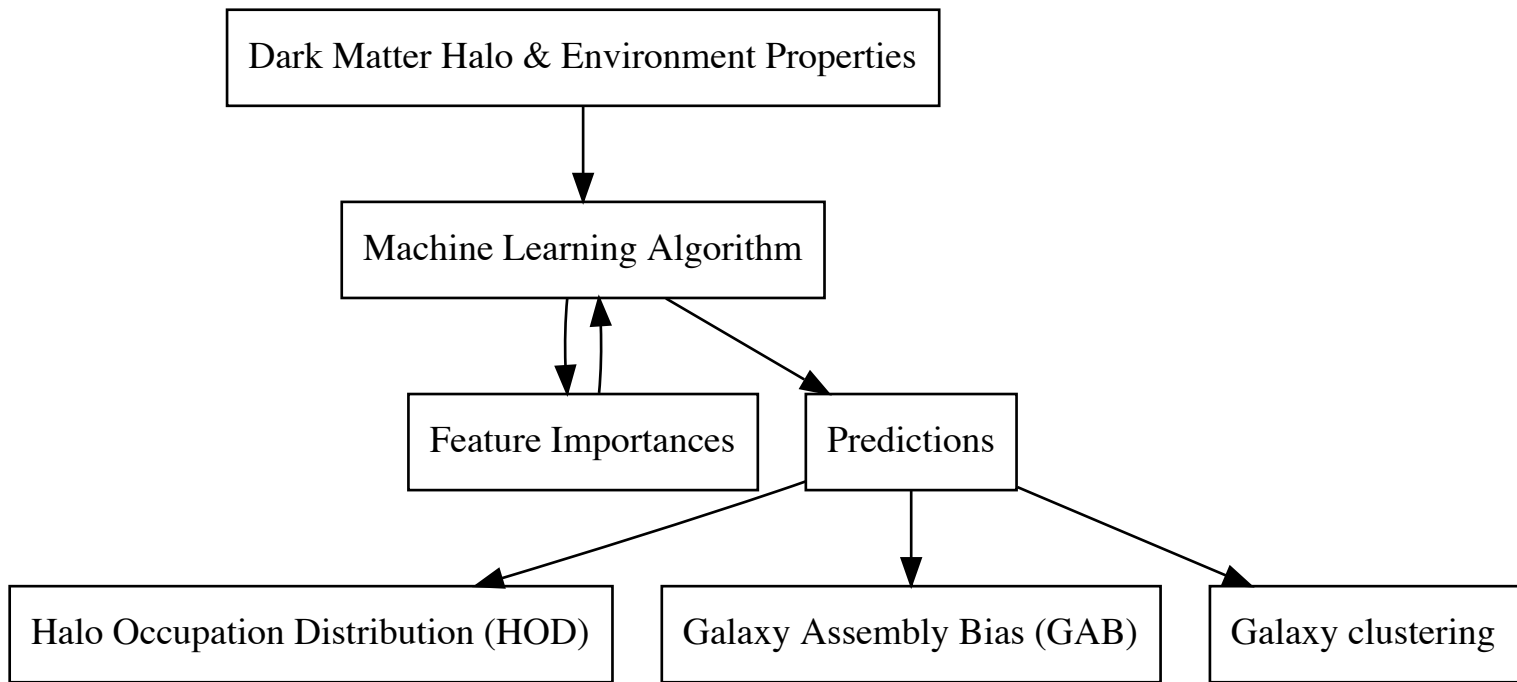 Dark Matter Halo & Environment Properties
Machine Learning Algorithm
Feature Importances
Predictions
Halo Occupation Distribution (HOD)
Galaxy Assembly Bias (GAB)
Galaxy clustering